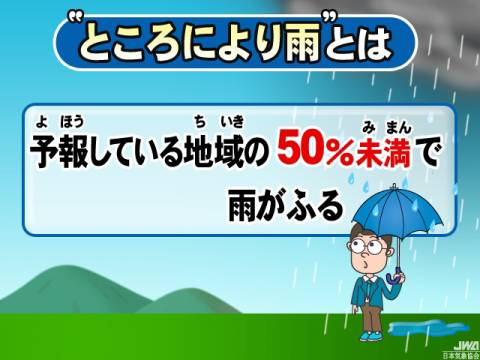 “ところにより雨”とは
よ ほう ち いき み まん
予報している地域の50%未満で
雨がふる
JWA
日本気象協会